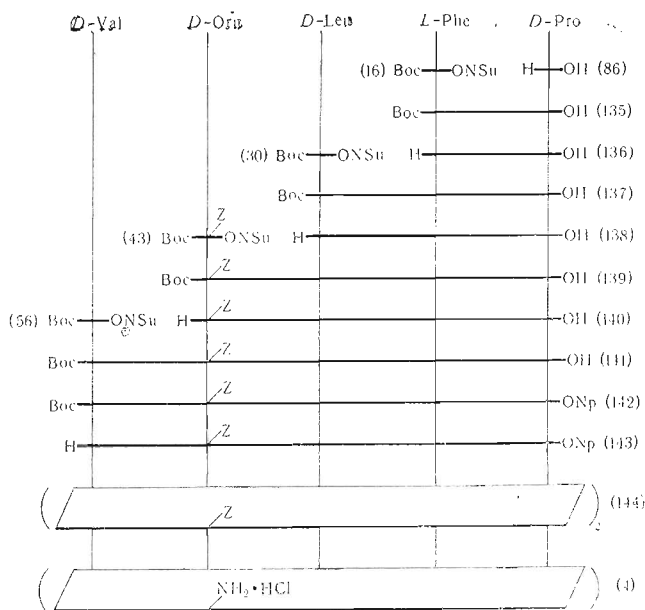 D-Val D-Orn D-Leu L-Phe D-Pro
(16) Boc ONSu H OH (86)
Boc OH (135)
(30) Boc ONSu H OH (136)
Boc OH (137)
Z
(43) Boc ONSu H OH (138)
Z
Boc OH (139)
Z
(56) Boc ONSu H OH (140)
Z
Boc OH (141)
Z
Boc ONp (142)
Z
H ONp (143)
( ) (144)
Z
2
( NH₂•HCl ) (4)